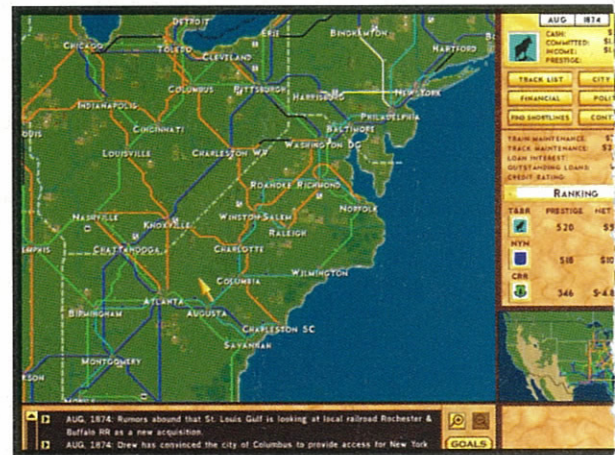 DETROIT
ERIE
BINGHAMTON
CHICAGO
TOLEDO
CLEVELAND
HARTFORD
COLUMBUS
PITTSBURGH
HARRISBURG
NEW YORK
INDIANAPOLIS
PHILADELPHIA
CINCINNATI
BALTIMORE
WASHINGTON DC
LOUISVILLE
CHARLESTON WV
ROANOKE RICHMOND
NASHVILLE
KNOXVILLE
WINSTON-SALEM
NORFOLK
RALEIGH
CHATTANOOGA
CHARLOTTE
COLUMBIA
WILMINGTON
ATLANTA
BIRMINGHAM
AUGUSTA
CHARLESTON SC
SAVANNAH
MONTGOMERY
MOBILE
AUG 1874
CASH:
COMMITTED:
INCOME:
PRESTIGE:
TRACK LIST
FINANCIAL
FIND SHORTLINES
TRAIN MAINTENANCE:
TRACK MAINTENANCE:
LOAN INTEREST:
OUTSTANDING LOANS:
CREDIT RATING:
RANKING
PRESTIGE NET
520
NYN
518
CRR
346
AUG, 1874: Rumors abound that St. Louis Gulf is looking at local railroad Rochester &
Buffalo RR as a new acquisition.
AUG, 1874: Drew has convinced the city of Columbus to provide access for New York
GOALS